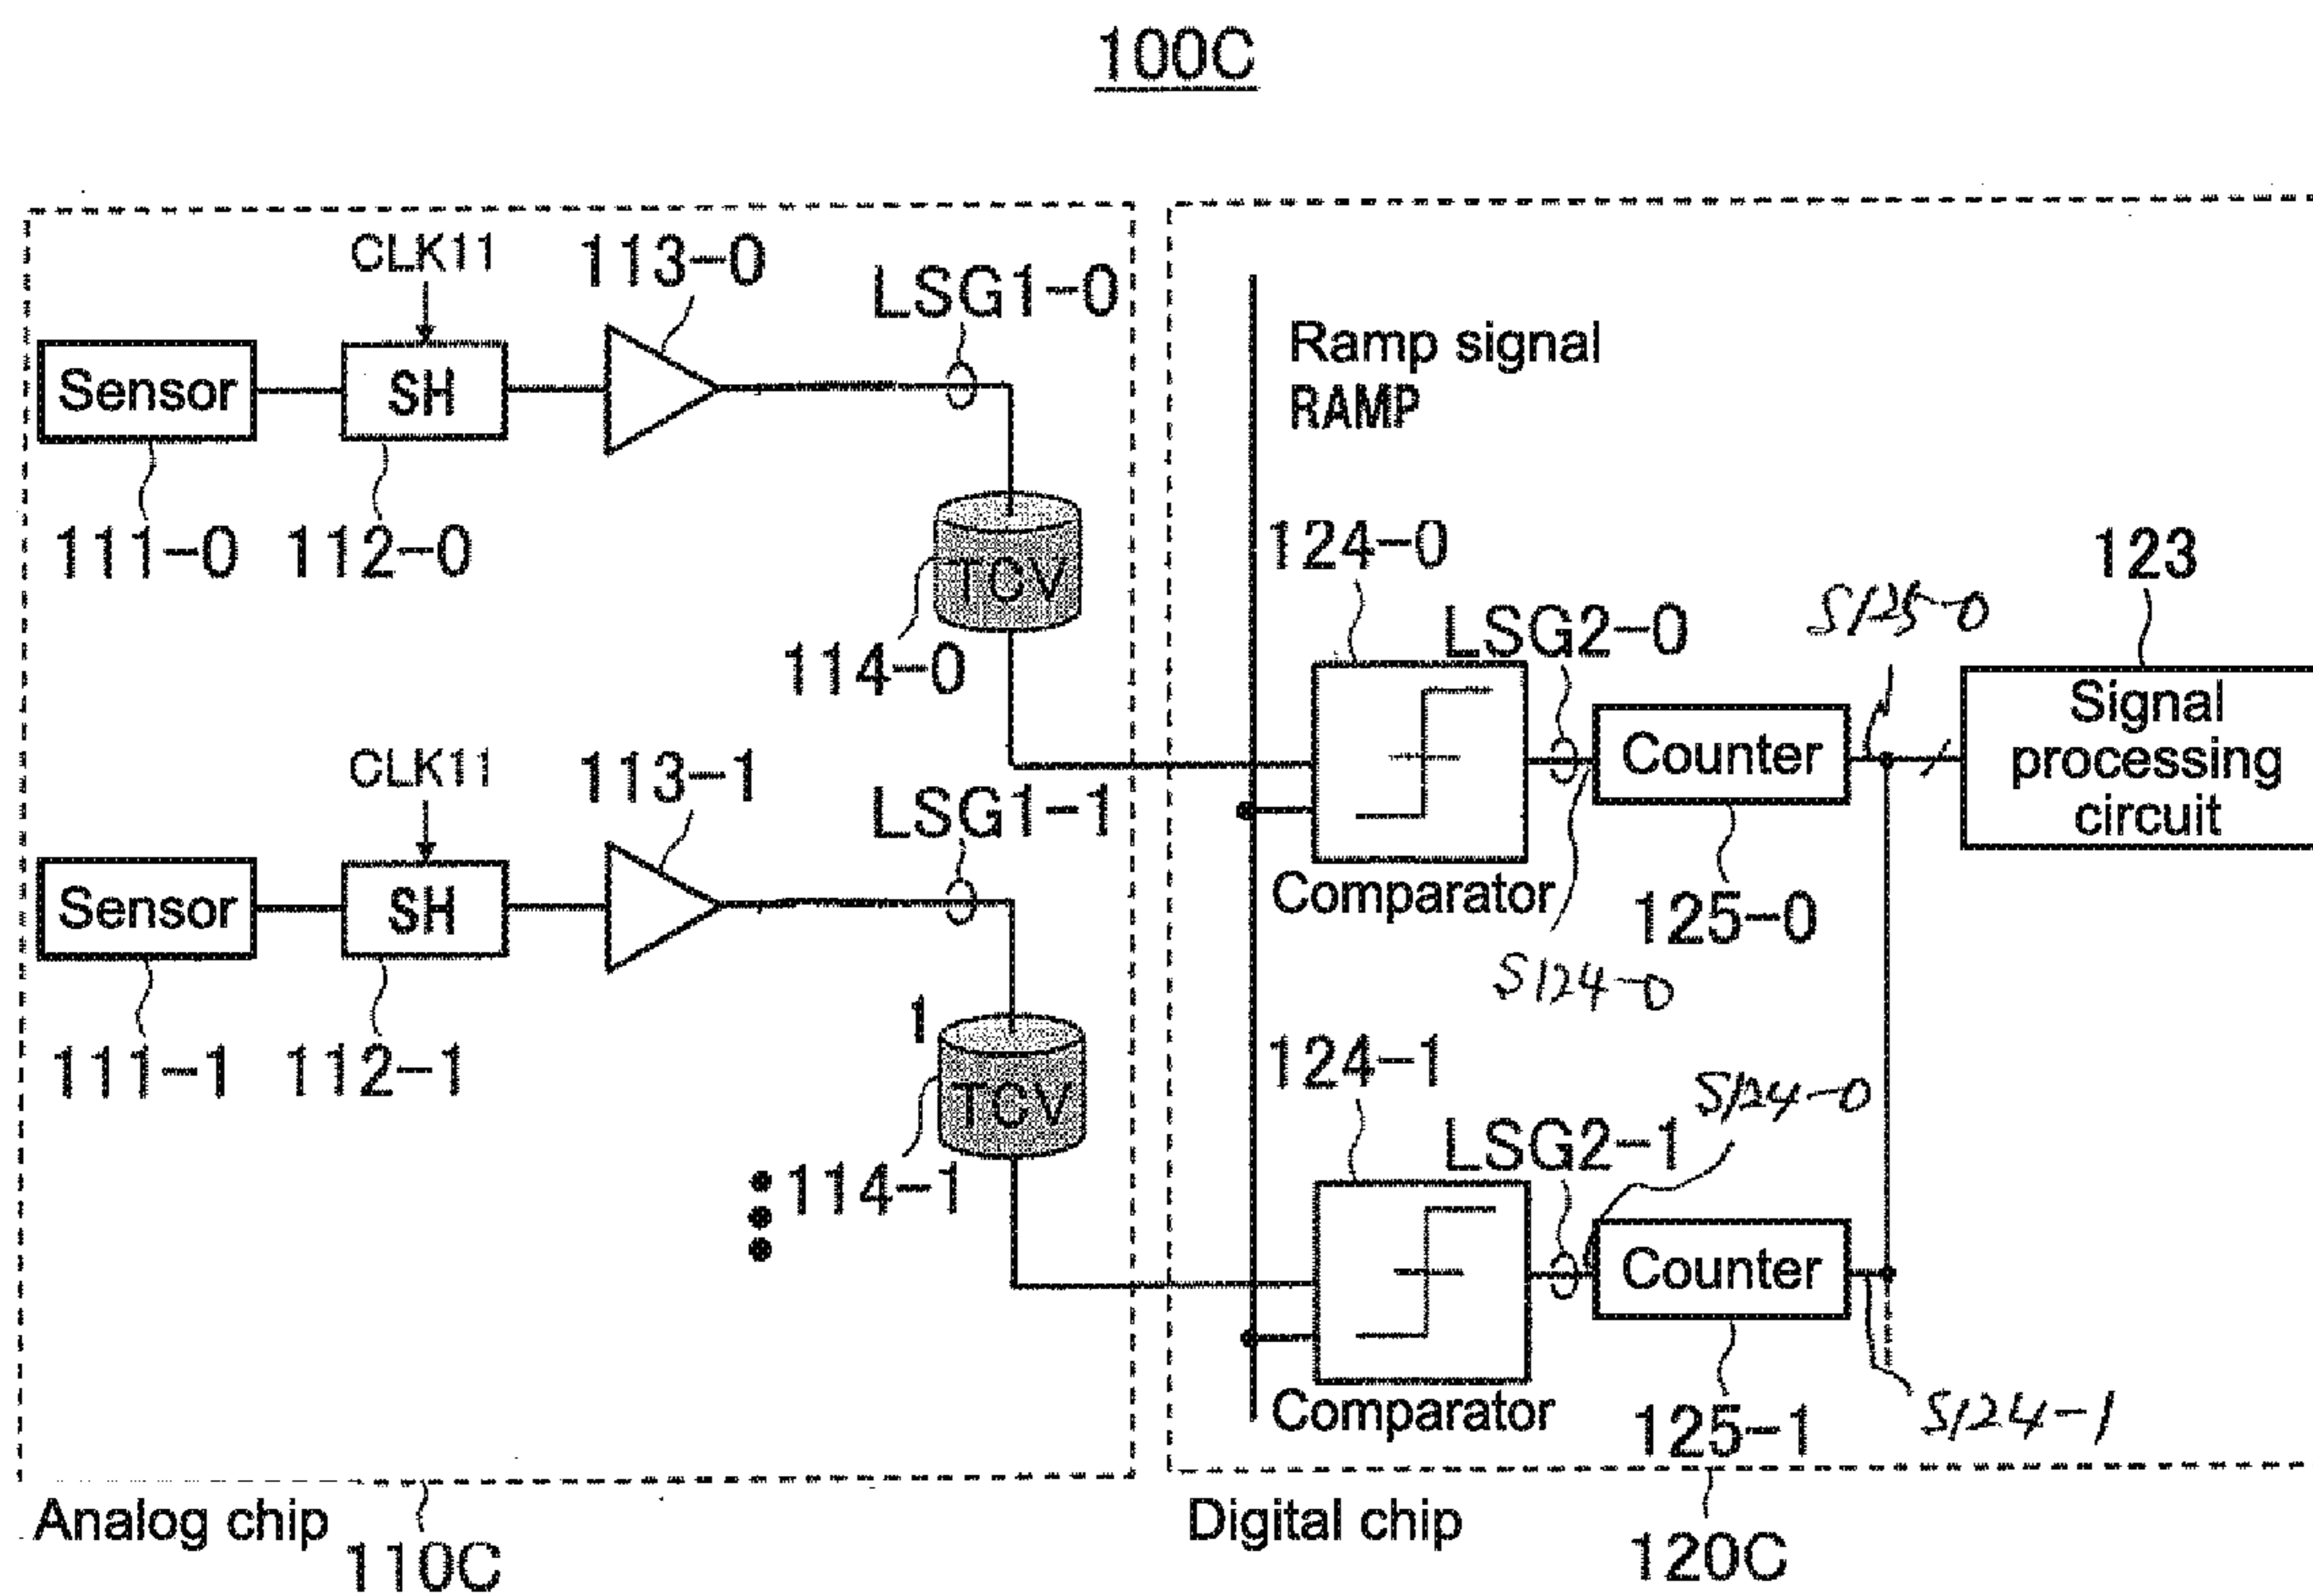 100C
CLK11
113-0
LSG1-0
Sensor
SH
111-0
112-0
TCV
114-0
CLK11
113-1
LSG1-1
Sensor
SH
111-1
112-1
1
TCV
114-1
Analog chip
110C
Ramp signal
RAMP
124-0
LSG2-0
S125-0
123
Signal
processing
circuit
Counter
Comparator
125-0
S124-0
124-1
LSG2-1
S124-0
Counter
Comparator
125-1
S124-1
Digital chip
120C